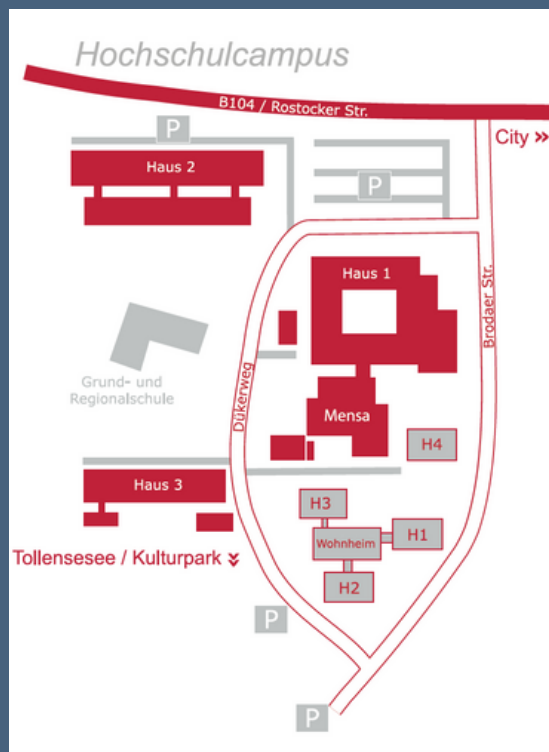 Hochschulcampus
B104 / Rostocker Str.
P
City »
Haus 2
P
Haus 1
Brodaer Str.
Grund- und
Regionalschule
Dükerweg
Mensa
H4
Haus 3
H3
Wohnheim
H1
Tollensesee / Kulturpark »
H2
P
P